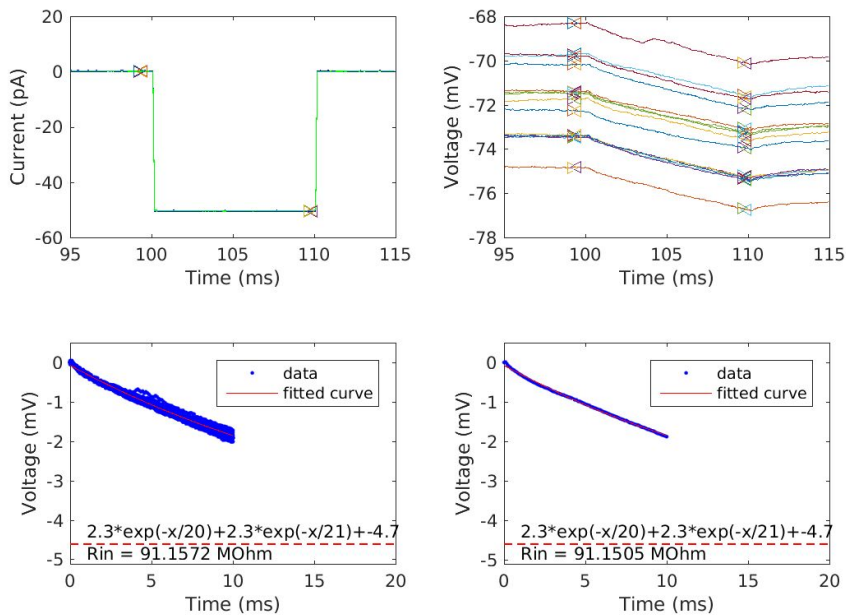 20
0
-20
-40
-60
Current (pA)
95
100
105
110
115
Time (ms)
-68
-70
-72
-74
-76
-78
Voltage (mV)
95
100
105
110
115
Time (ms)
0
-1
-2
-3
-4
-5
Voltage (mV)
data
fitted curve
2.3*exp(-x/20)+2.3*exp(-x/21)+-4.7
Rin = 91.1572 MOhm
0
5
10
15
20
Time (ms)
0
-1
-2
-3
-4
-5
Voltage (mV)
data
fitted curve
2.3*exp(-x/20)+2.3*exp(-x/21)+-4.7
Rin = 91.1505 MOhm
0
5
10
15
20
Time (ms)